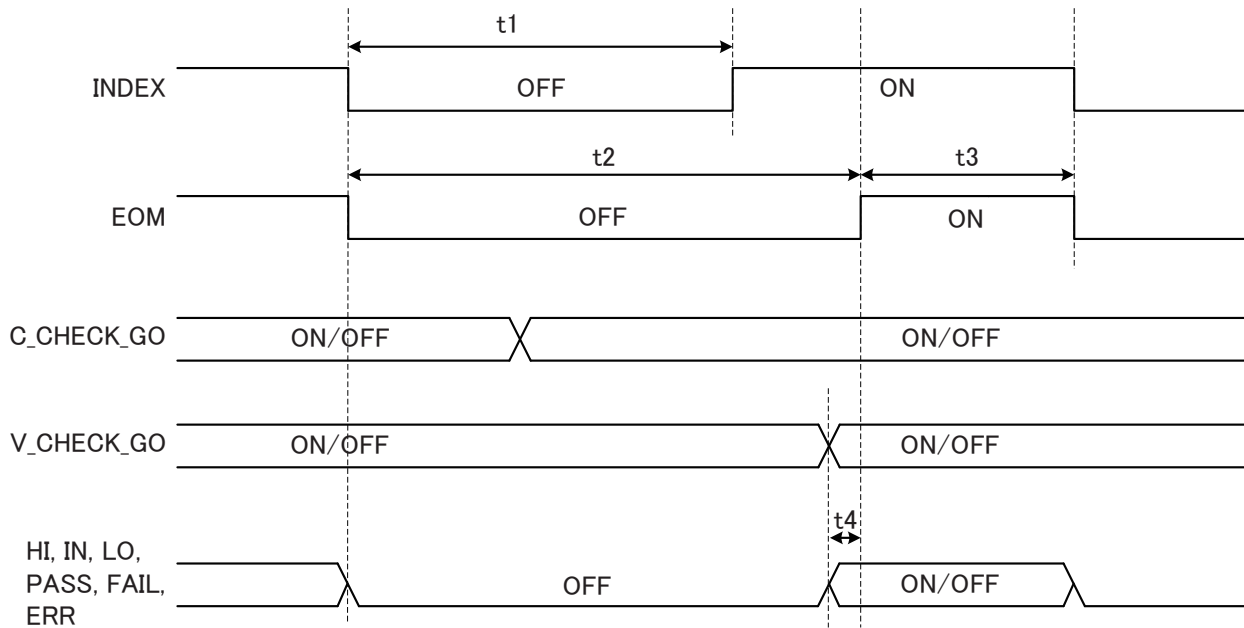 t1
INDEX
OFF
ON
t2
t3
EOM
OFF
ON
C_CHECK_GO
ON/OFF
ON/OFF
V_CHECK_GO
ON/OFF
ON/OFF
t4
HI, IN, LO,
PASS, FAIL,
ERR
OFF
ON/OFF